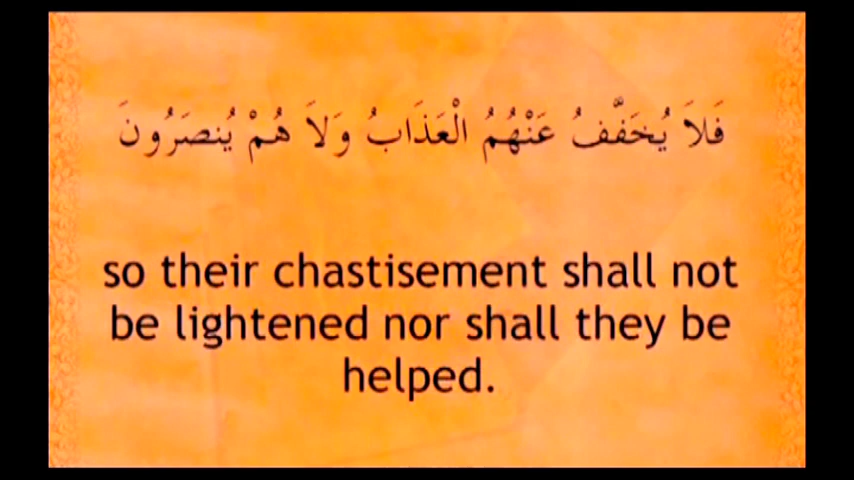 فَلاَ يُخَفَّفُ عَنْهُمُ الْعَذَابُ وَلاَ هُمْ يُنصَرُونَ
so their chastisement shall not
be lightened nor shall they be
helped.